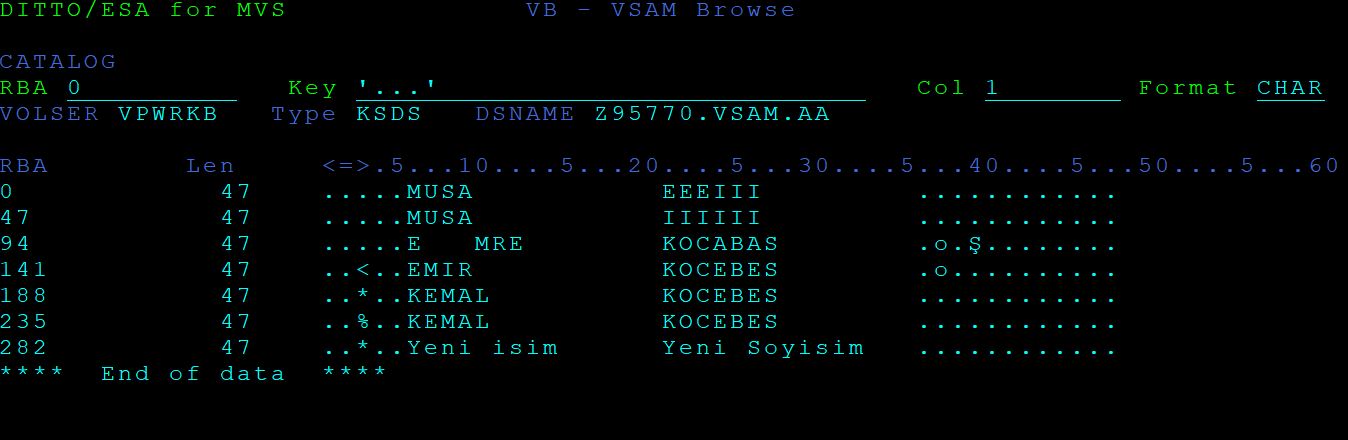 DITTO/ESA for MVS VB - VSAM Browse
CATALOG
RBA 0 Key '...' Col 1 Format CHAR
VOLSER VPWRKB Type KSDS DSNAME Z95770.VSAM.AA
RBA Len <=>.5...10....5...20....5...30....5...40....5...50....5...60
0 47 .....MUSA EEEIII ............
47 47 .....MUSA IIIIII ............
94 47 .....E MRE KOCABAS .o.Ş........
141 47 ..<..EMIR KOCEBES .o..........
188 47 ..*..KEMAL KOCEBES ............
235 47 ..%..KEMAL KOCEBES ............
282 47 ..*..Yeni isim Yeni Soyisim ............
**** End of data ****